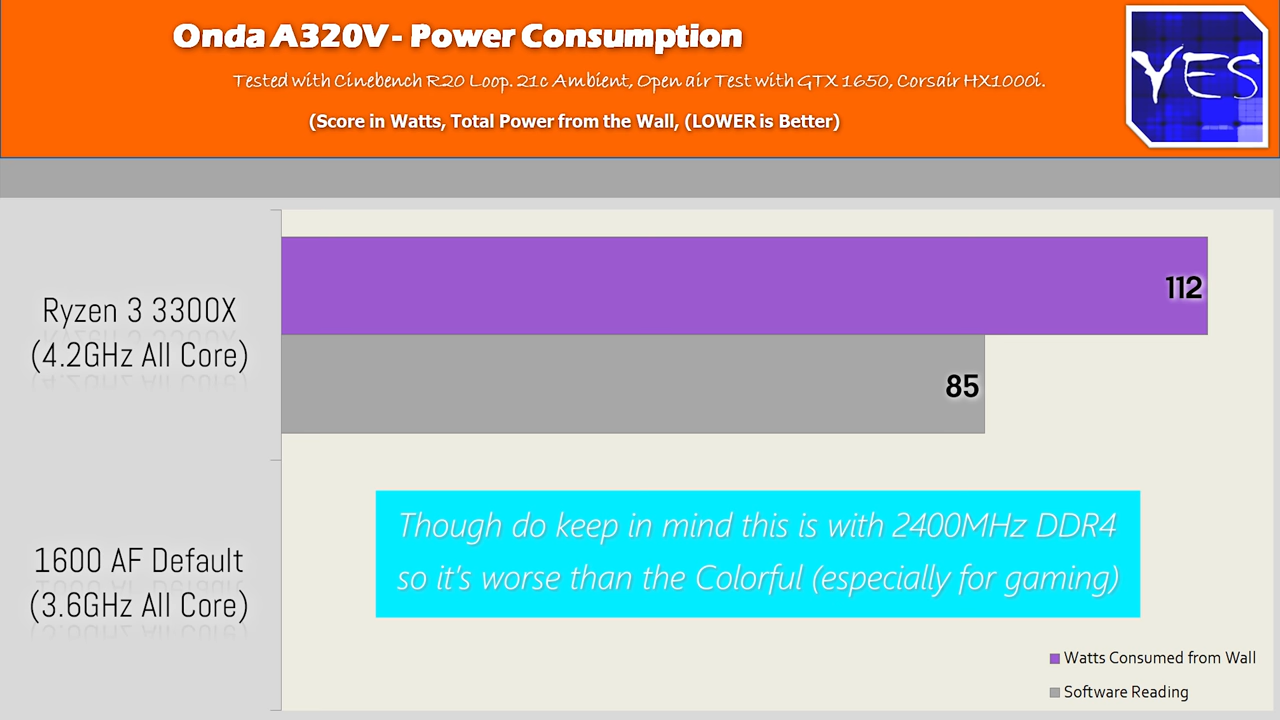 Onda A320V - Power Consumption
Tested with Cinebench R20 Loop. 21c Ambient, Open air Test with GTX 1650, Corsair HX1000i.
(Score in Watts, Total Power from the Wall, (LOWER is Better)
YES
Ryzen 3 3300X
(4.2GHz All Core)
112
85
1600 AF Default
(3.6GHz All Core)
Though do keep in mind this is with 2400MHz DDR4
so it's worse than the Colorful (especially for gaming)
Watts Consumed from Wall
Software Reading